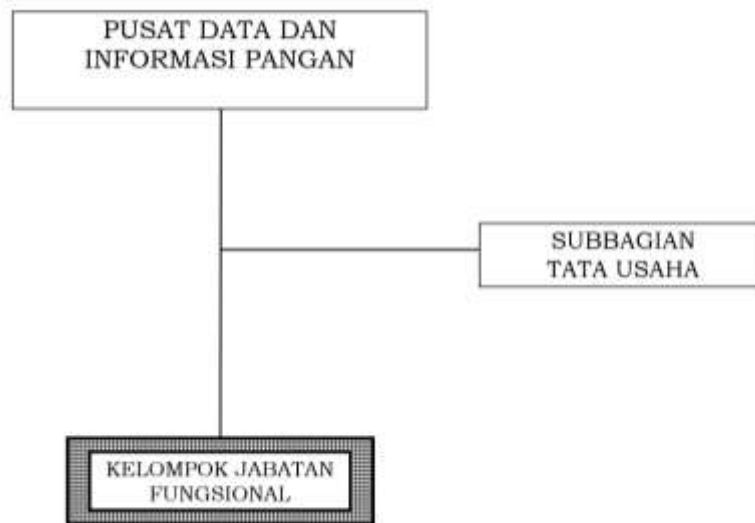 PUSAT DATA DAN
INFORMASI PANGAN
SUBBAGIAN
TATA USAHA
KELOMPOK JABATAN
FUNGSIONAL